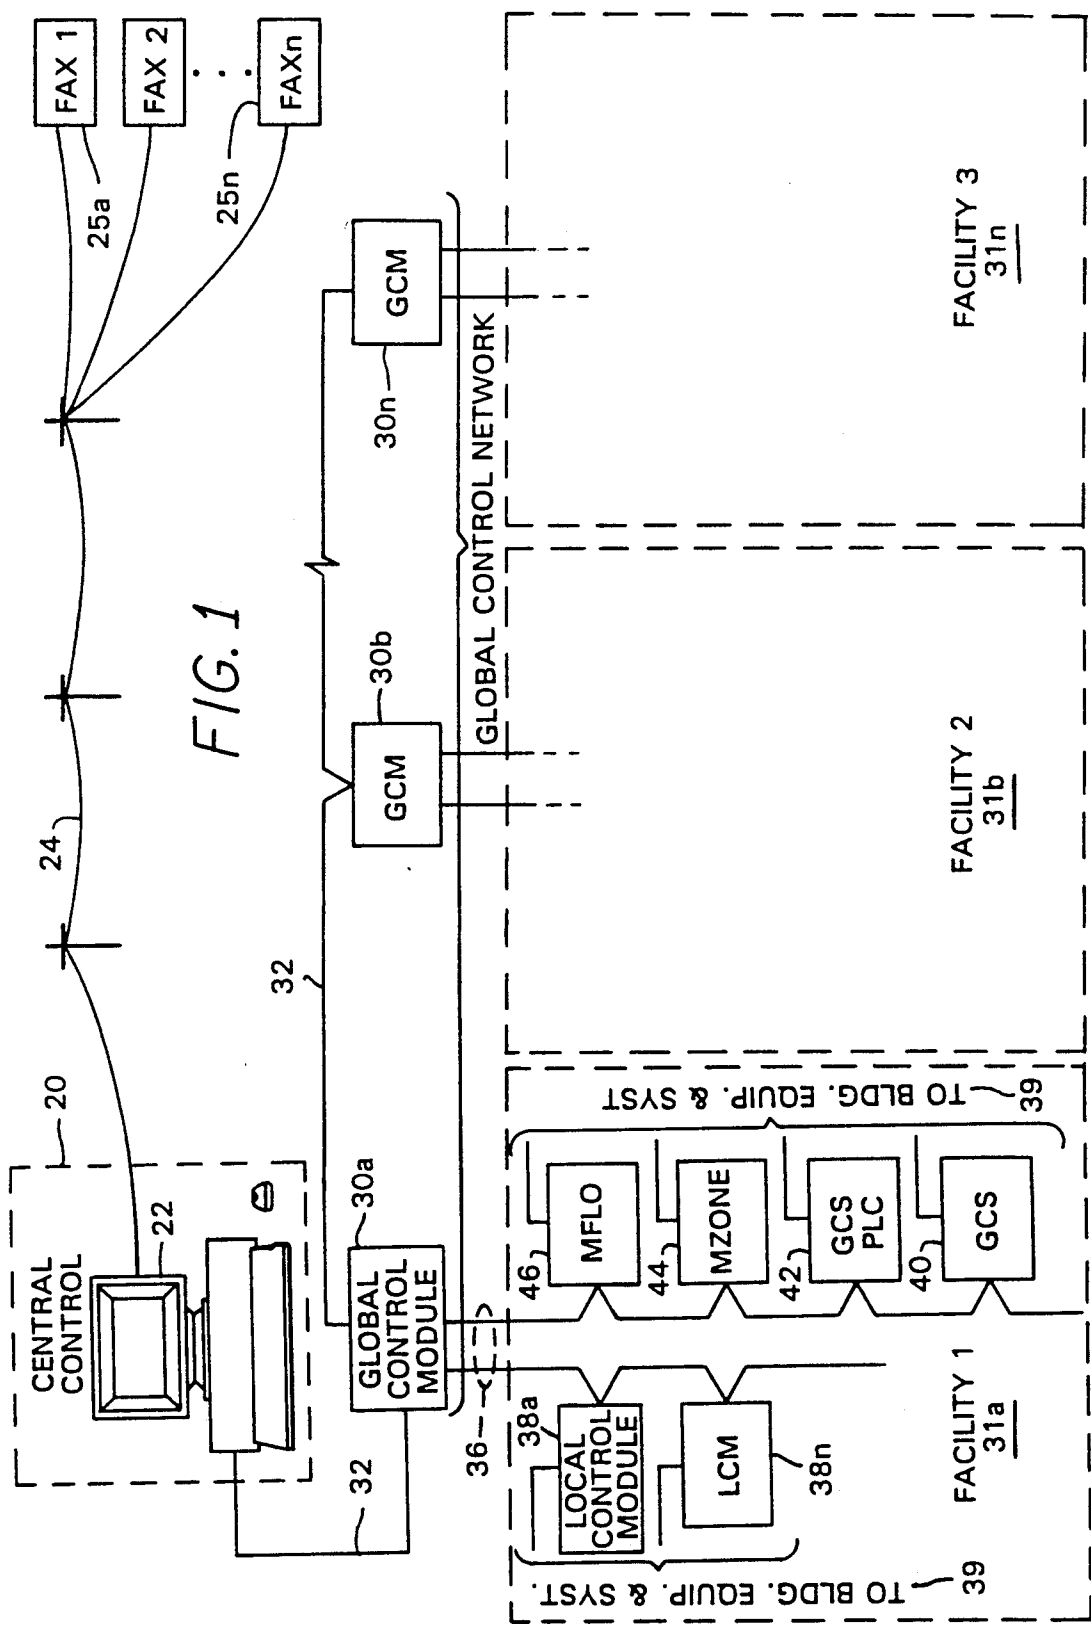 CENTRAL
CONTROL
20
22
24
FAX 1
25a
FAX 2
FAXn
25n
FIG. 1
32
32
GLOBAL
CONTROL
MODULE
30a
GCM
30b
GCM
30n
GLOBAL CONTROL NETWORK
36
38a
LOCAL
CONTROL
MODULE
LCM
38n
TO BLDG. EQUIP. & SYST.
39
46
MFLO
44
MZONE
42
GCS
PLC
40
GCS
TO BLDG. EQUIP. & SYST
39
FACILITY 1
31a
FACILITY 2
31b
FACILITY 3
31n